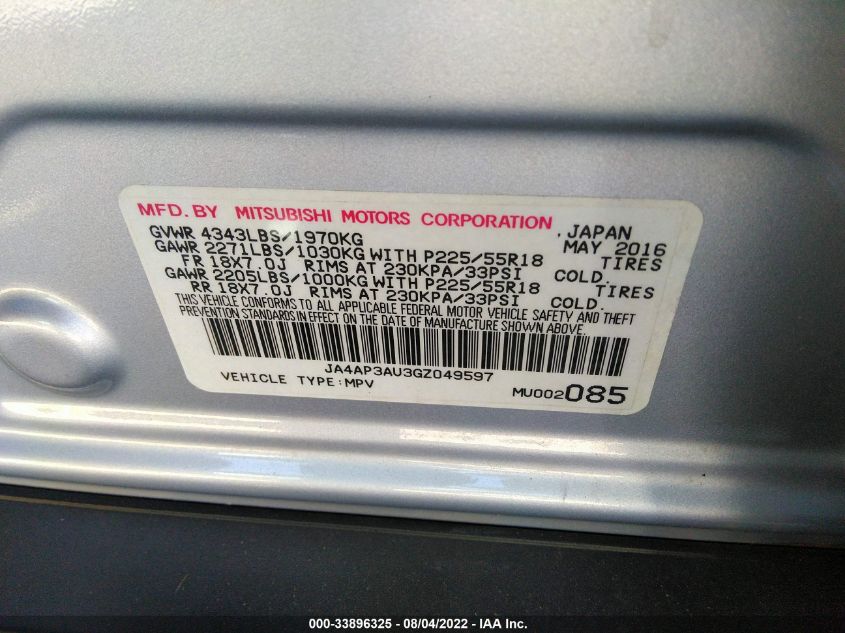 MFD. BY MITSUBISHI MOTORS CORPORATION, JAPAN
GVWR 4343LBS/1970KG MAY 2016
GAWR 2271LBS/1030KG WITH P225/55R18 TIRES
FR 18X7.0J RIMS AT 230KPA/33PSI COLD.
GAWR 2205LBS/1000KG WITH P225/55R18 TIRES
RR 18X7.0J RIMS AT 230KPA/33PSI COLD.
THIS VEHICLE CONFORMS TO ALL APPLICABLE FEDERAL MOTOR VEHICLE SAFETY AND THEFT
PREVENTION STANDARDS IN EFFECT ON THE DATE OF MANUFACTURE SHOWN ABOVE.
JA4AP3AU3GZ049597
VEHICLE TYPE:MPV MU002085
000-33896325 - 08/04/2022 - IAA Inc.